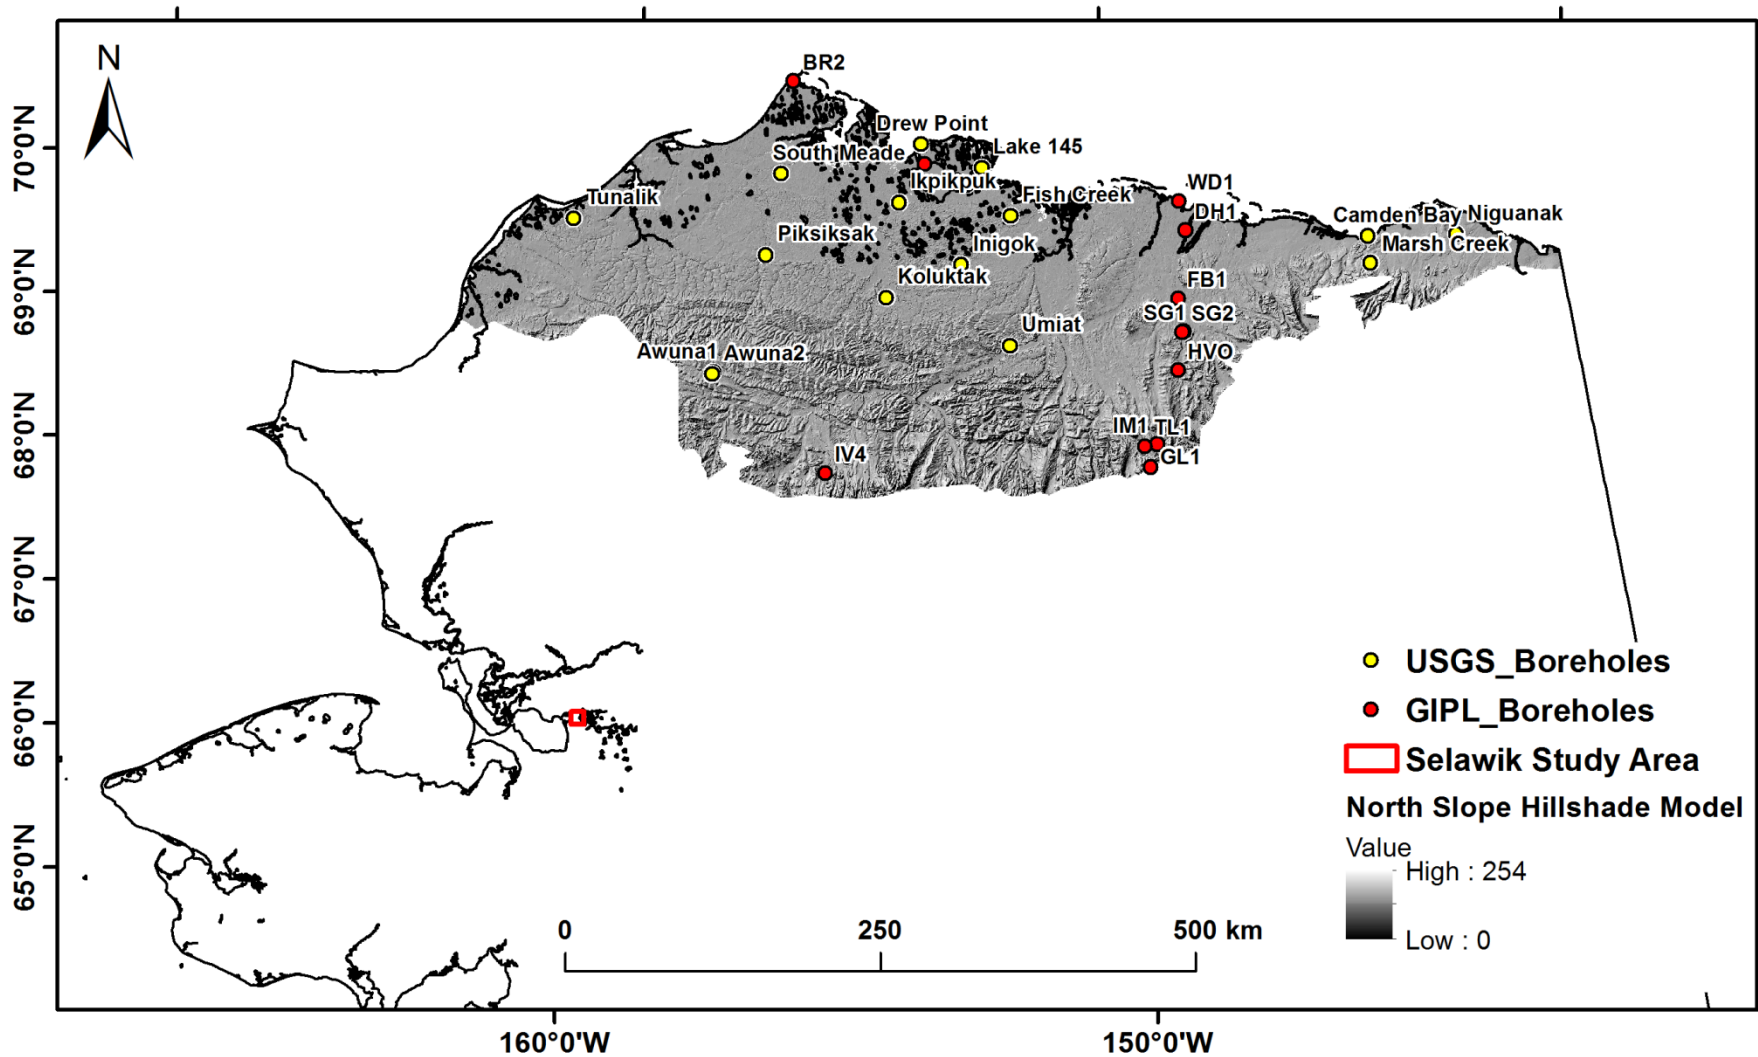 N
BR2
Drew Point
South Meade
Lake 145
Ikpikpuk
Tunalik
Fish Creek
WD1
DH1
Camden Bay
Niguanak
Piksiksak
Inigok
Marsh Creek
Koluktak
FB1
SG1
SG2
Umiat
HVO
Awuna1
Awuna2
IM1
TL1
IV4
GL1
70°0'N
69°0'N
68°0'N
67°0'N
66°0'N
65°0'N
USGS_Boreholes
GIPL_Boreholes
Selawik Study Area
North Slope Hillshade Model
Value
High : 254
Low : 0
0
250
500 km
160°0'W
150°0'W